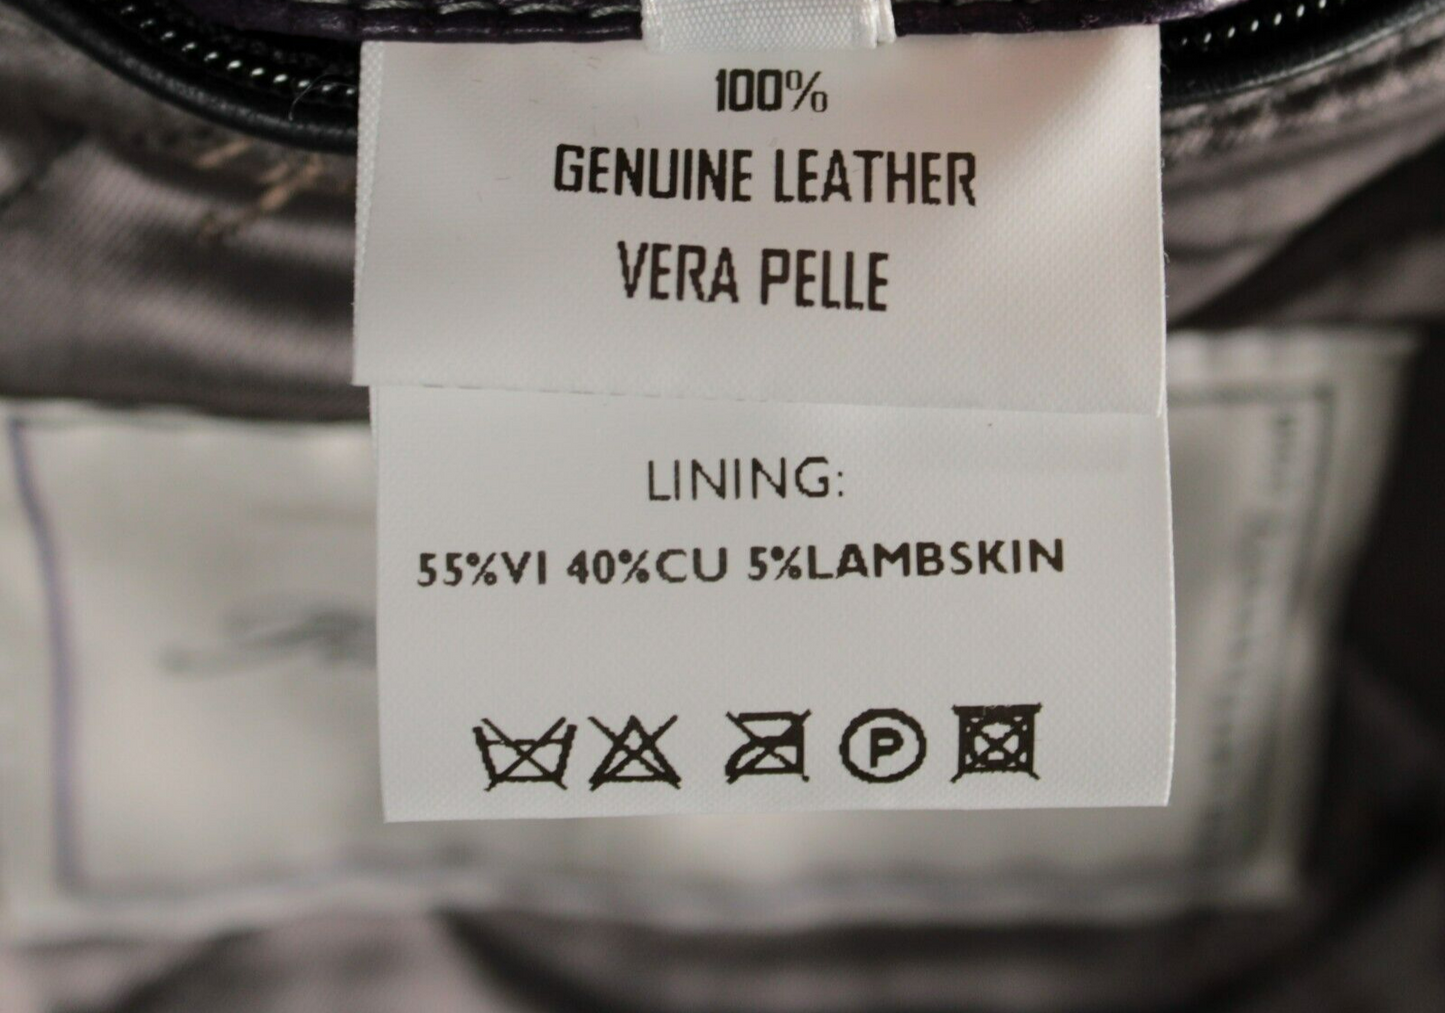 100%
GENUINE LEATHER
VERA PELLE
LINING:
55%VI 40%CU 5%LAMBSKIN
P